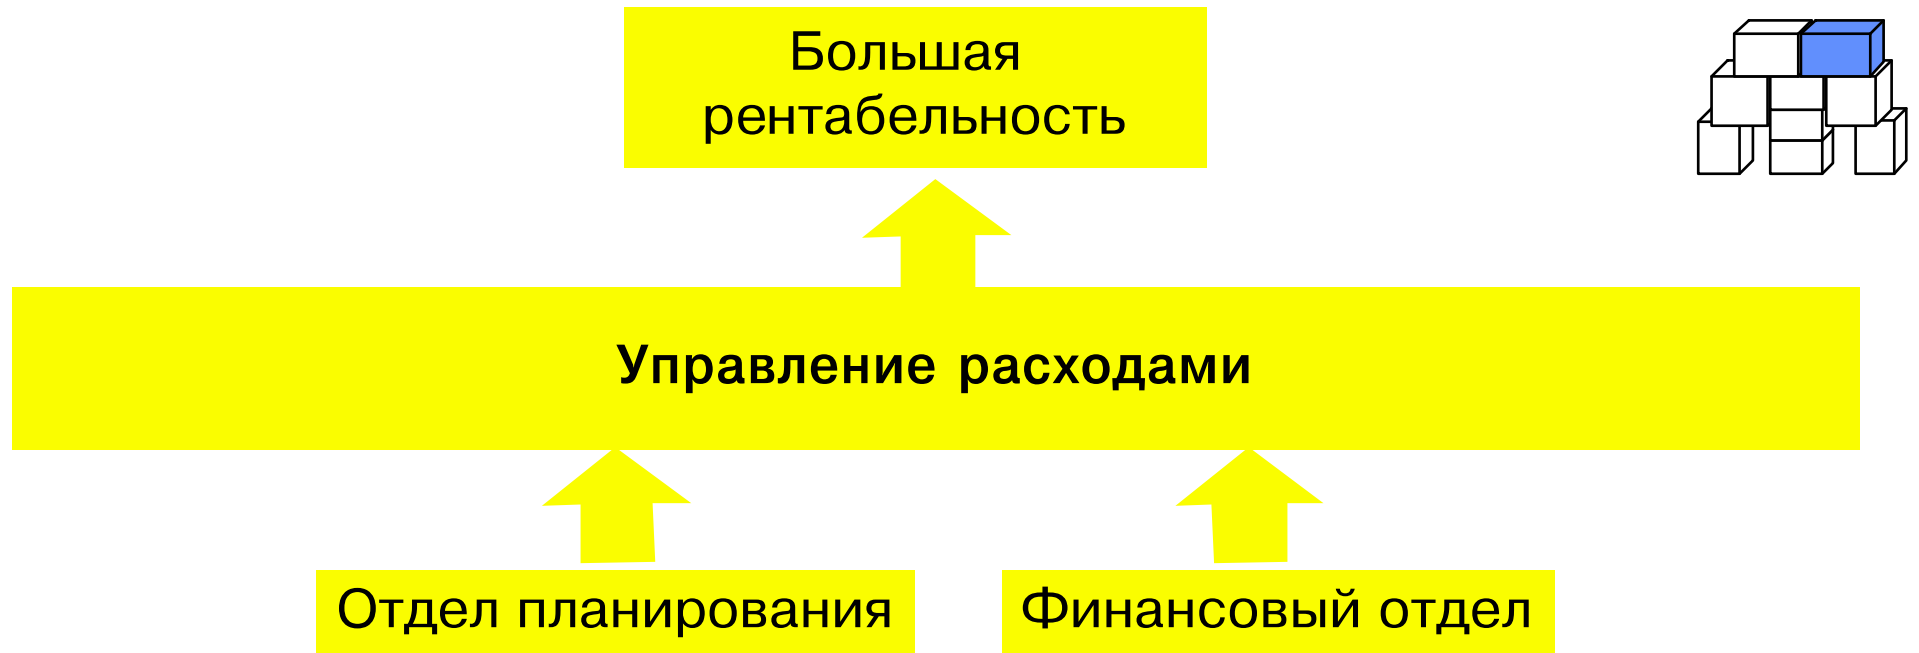 Большая
рентабельность
Управление расходами
Отдел планирования
Финансовый отдел